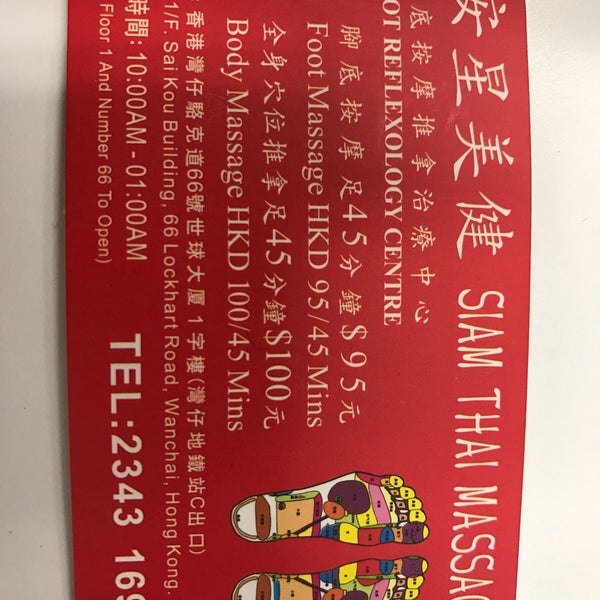 安星美健 SIAM THAI MASSAG
底按摩推拿治療中心
OT REFLEXOLOGY CENTRE
腳底按摩 足45分鐘$95元
Foot Massage HKD 95/45 Mins
全身穴位推拿足45分鐘$100元
Body Massage HKD 100/45 Mins
香港灣仔駱克道66號世球大厦1字樓(灣仔地鐵站C出口)
1/F. Sai Kou Building, 66 Lockhart Road, Wanchai, Hong Kong.
時間: 10:00AM - 01:00AM
Floor 1 And Number 66 To Open)
TEL:2343 169